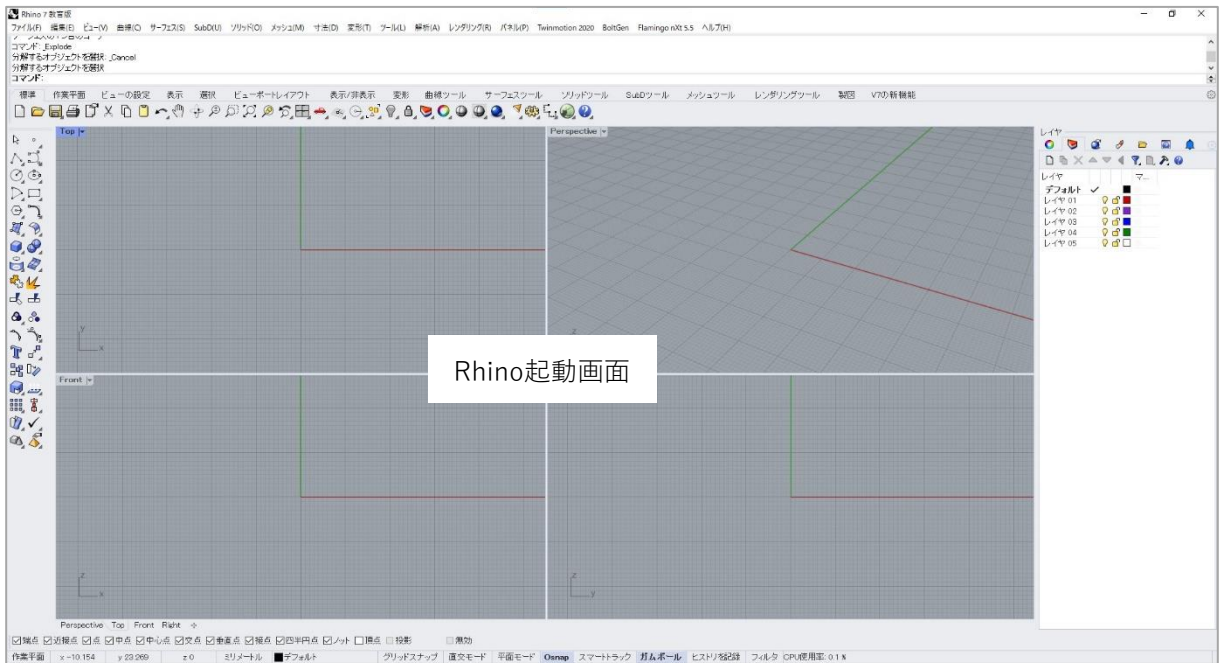 Rhino 7 教育版
ファイル(F) 編集(E) ビュー(V) 曲線(C) サーフェス(S) SubD(U) ソリッド(O) メッシュ(M) 寸法(D) 変形(T) ツール(L) 解析(A) レンダリング(R) パネル(P) Twinmotion 2020 BoltGen Flamingo nXt 5.5 ヘルプ(H)
コマンド: _Explode
分解するオブジェクトを選択: _Cancel
分解するオブジェクトを選択
コマンド:
標準 作業平面 ビューの設定 表示 選択 ビューポートレイアウト 表示/非表示 変形 曲線ツール サーフェスツール ソリッドツール SubDツール メッシュツール レンダリングツール 製図 V7の新機能
Top
Perspective
レイヤ
レイヤ マ...
デフォルト
レイヤ 01
レイヤ 02
レイヤ 03
レイヤ 04
レイヤ 05
y
x
z
Rhino起動画面
Front
z
x
z
y
Perspective Top Front Right
端点 近接点 点 中点 中心点 交点 垂直点 接点 四半円点 ノット 頂点 投影 無効
作業平面 x -10.154 y 23.269 z 0 ミリメートル デフォルト グリッドスナップ 直交モード 平面モード Osnap スマートトラック ガムボール ヒストリを記録 フィルタ CPU使用率: 0.1 %